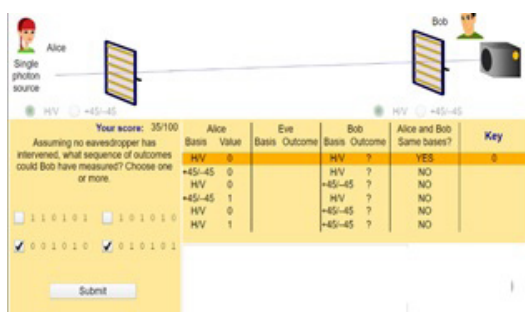 Bob
Alice
Single
photon
source
H/V +45/-45
H/V +45/-45
Your score: 35/100
Assuming no eavesdropper has
intervened, what sequence of outcomes
could Bob have measured? Choose one
or more.
1 1 0 1 0 1 1 0 1 0 1 0
0 0 1 0 1 0 0 1 0 1 0 1
Submit
Alice Eve Bob Alice and Bob Key
Basis Value Basis Outcome Basis Outcome Same bases?
H/V 0 H/V ? YES 0
+45/-45 0 H/V ? NO
H/V 0 +45/-45 ? NO
+45/-45 1 H/V ? NO
H/V 0 +45/-45 ? NO
H/V 1 +45/-45 ? NO